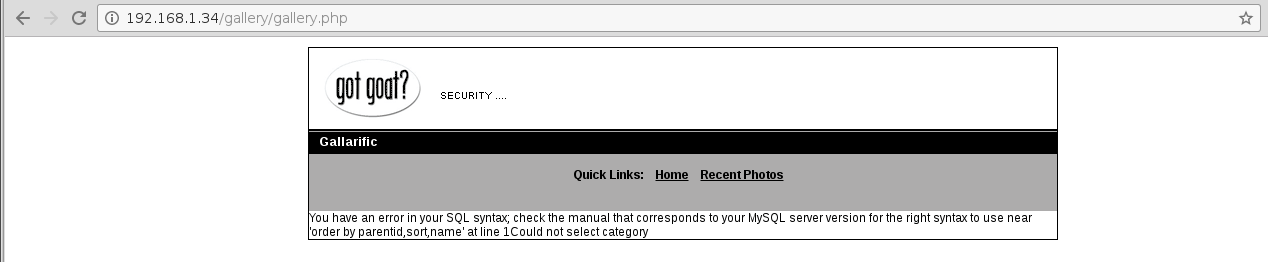 192.168.1.34/gallery/gallery.php
got goat?
SECURITY ....
Gallarific
Quick Links: Home Recent Photos
You have an error in your SQL syntax; check the manual that corresponds to your MySQL server version for the right syntax to use near
'order by parentid,sort,name' at line 1Could not select category